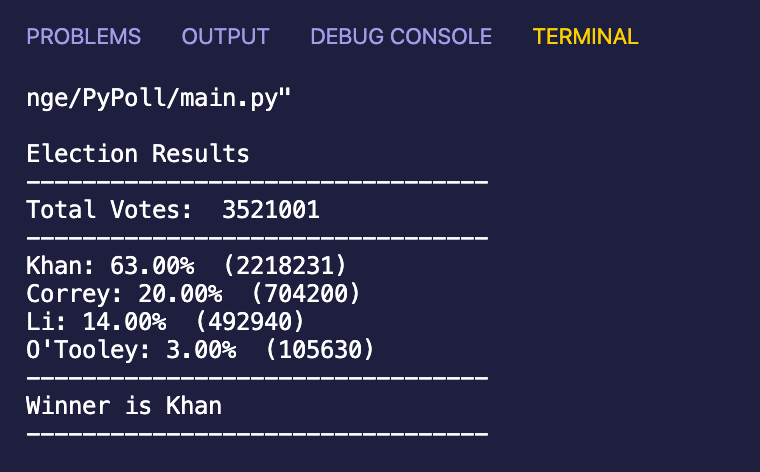 PROBLEMS OUTPUT DEBUG CONSOLE TERMINAL
nge/PyPoll/main.py"
Election Results
---------------------------------
Total Votes:  3521001
---------------------------------
Khan: 63.00%  (2218231)
Correy: 20.00%  (704200)
Li: 14.00%  (492940)
O'Tooley: 3.00%  (105630)
---------------------------------
Winner is Khan
---------------------------------